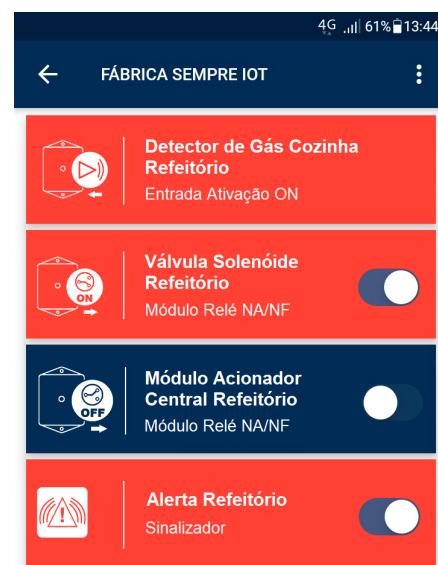 4G 61% 13:44
FÁBRICA SEMPRE IOT
Detector de Gás Cozinha
Refeitório
Entrada Ativação ON
Válvula Solenóide
Refeitório
ON
Módulo Relé NA/NF
Módulo Acionador
Central Refeitório
OFF
Módulo Relé NA/NF
Alerta Refeitório
Sinalizador